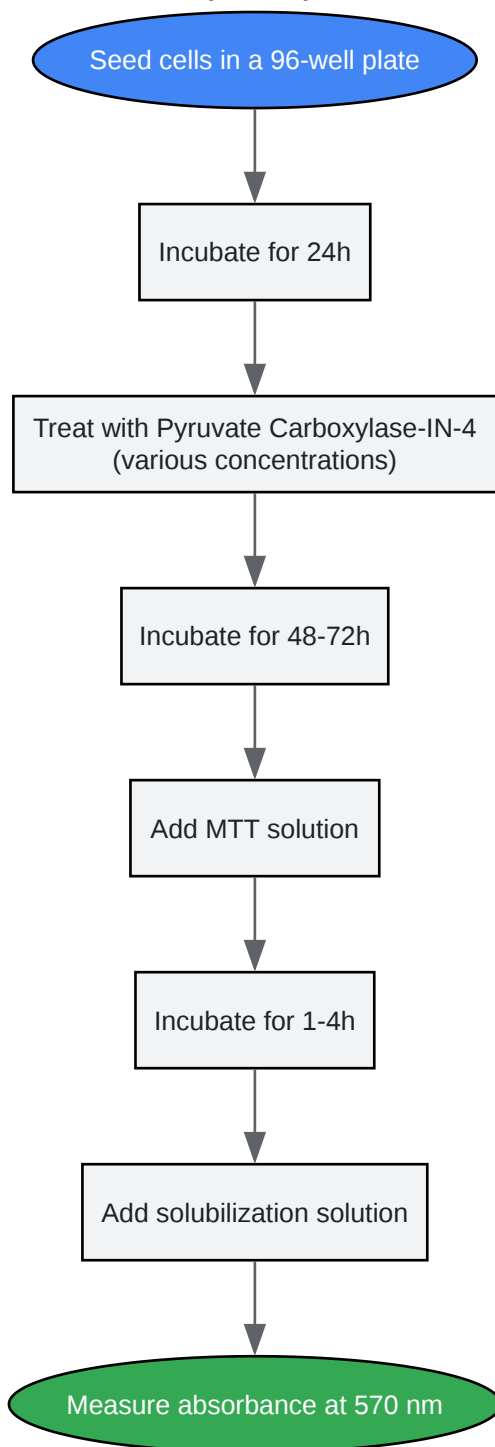 Seed cells in a 96-well plate
Incubate for 24h
Treat with Pyruvate Carboxylase-IN-4
(various concentrations)
Incubate for 48-72h
Add MTT solution
Incubate for 1-4h
Add solubilization solution
Measure absorbance at 570 nm